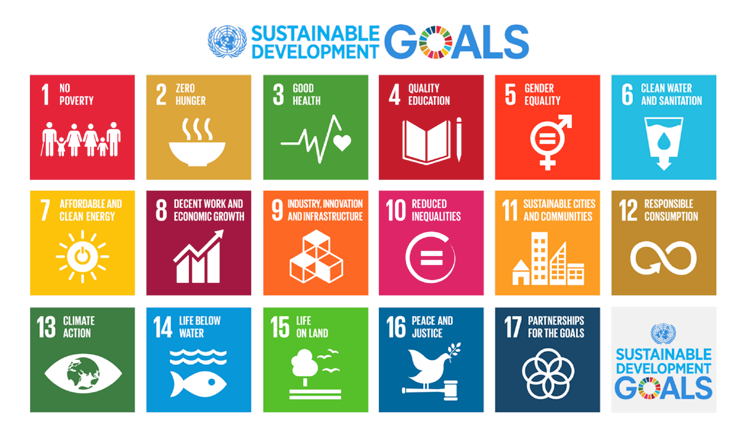 SUSTAINABLE
DEVELOPMENT
GOALS
1 NO
POVERTY
2 ZERO
HUNGER
3 GOOD
HEALTH
4 QUALITY
EDUCATION
5 GENDER
EQUALITY
6 CLEAN WATER
AND SANITATION
7 AFFORDABLE AND
CLEAN ENERGY
8 DECENT WORK AND
ECONOMIC GROWTH
9 INDUSTRY, INNOVATION
AND INFRASTRUCTURE
10 REDUCED
INEQUALITIES
11 SUSTAINABLE CITIES
AND COMMUNITIES
12 RESPONSIBLE
CONSUMPTION
13 CLIMATE
ACTION
14 LIFE BELOW
WATER
15 LIFE
ON LAND
16 PEACE AND
JUSTICE
17 PARTNERSHIPS
FOR THE GOALS
SUSTAINABLE
DEVELOPMENT
GOALS